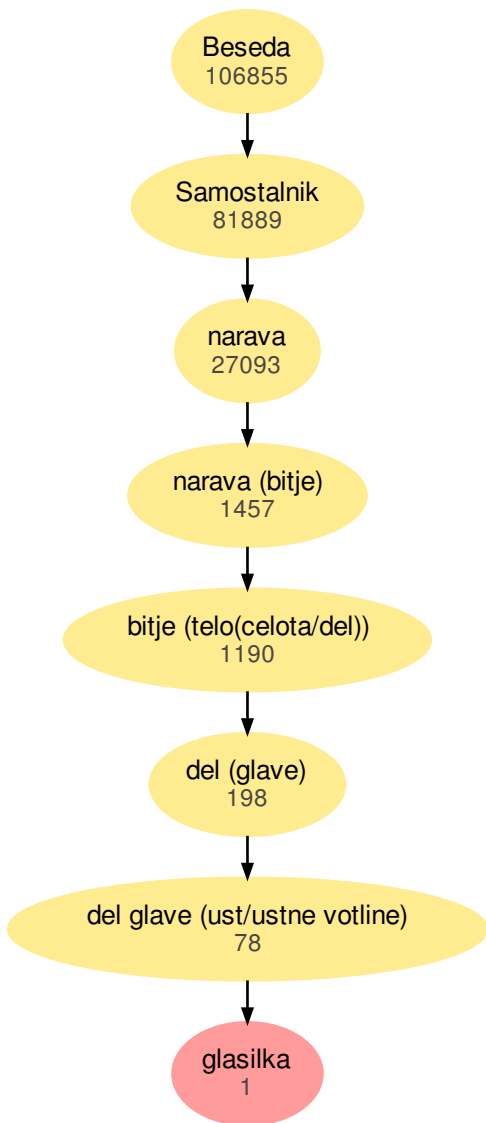 Beseda
106855
Samostalnik
81889
narava
27093
narava (bitje)
1457
bitje (telo(celota/del))
1190
del (glave)
198
del glave (ust/ustne votline)
78
glasilka
1